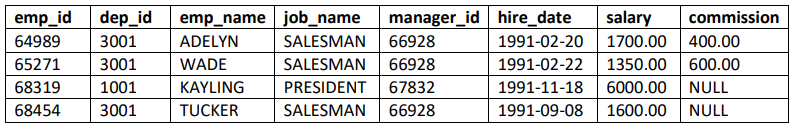 emp_id dep_id emp_name job_name manager_id hire_date salary commission
64989 3001 ADELYN SALESMAN 66928 1991-02-20 1700.00 400.00
65271 3001 WADE SALESMAN 66928 1991-02-22 1350.00 600.00
68319 1001 KAYLING PRESIDENT 67832 1991-11-18 6000.00 NULL
68454 3001 TUCKER SALESMAN 66928 1991-09-08 1600.00 NULL